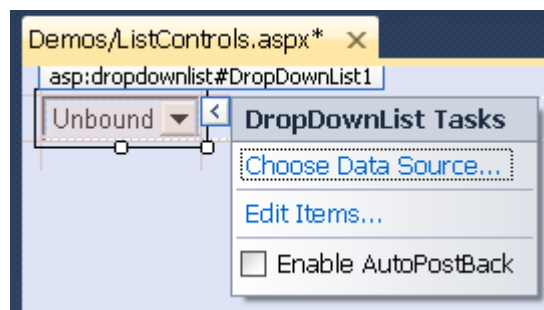 Demos/ListControls.aspx*
asp:dropdownlist#DropDownList1
Unbound
DropDownList Tasks
Choose Data Source...
Edit Items...
Enable AutoPostBack